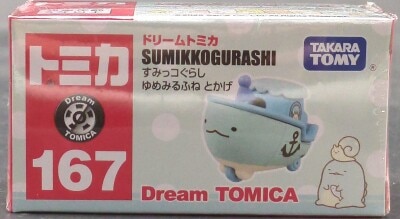 トミカ
Dream
TOMICA
167
ドリームトミカ
SUMIKKOGURASHI
すみっコぐらし
ゆめみるふね とかげ
Dream TOMICA
TAKARA
TOMY